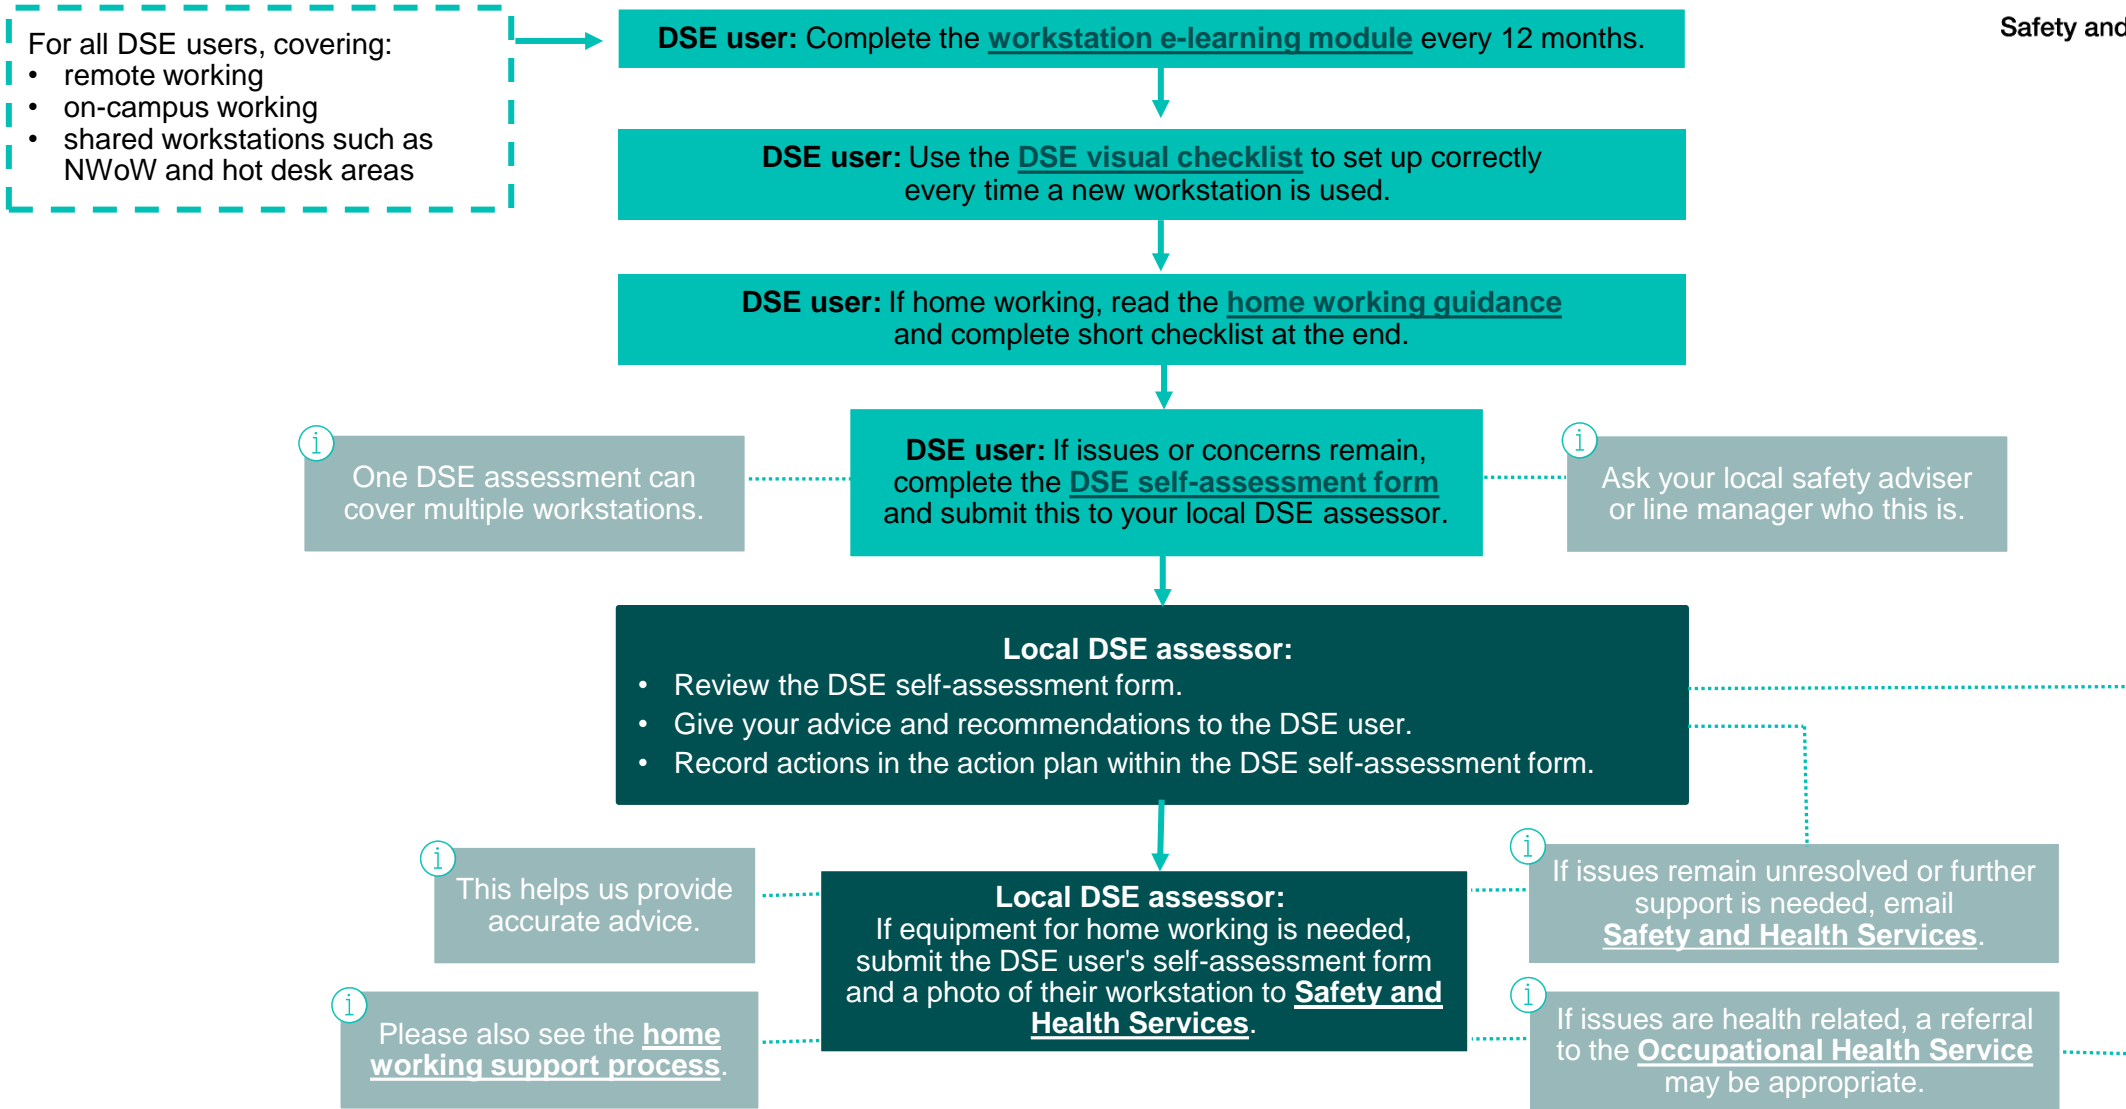 For all DSE users, covering:
• remote working
• on-campus working
• shared workstations such as
NWoW and hot desk areas
DSE user: Complete the workstation e-learning module every 12 months.
Safety and
DSE user: Use the DSE visual checklist to set up correctly
every time a new workstation is used.
DSE user: If home working, read the home working guidance
and complete short checklist at the end.
i
One DSE assessment can
cover multiple workstations.
DSE user: If issues or concerns remain,
complete the DSE self-assessment form
and submit this to your local DSE assessor.
i
Ask your local safety adviser
or line manager who this is.
Local DSE assessor:
• Review the DSE self-assessment form.
• Give your advice and recommendations to the DSE user.
• Record actions in the action plan within the DSE self-assessment form.
i
This helps us provide
accurate advice.
Local DSE assessor:
If equipment for home working is needed,
submit the DSE user's self-assessment form
and a photo of their workstation to Safety and
Health Services.
i
If issues remain unresolved or further
support is needed, email
Safety and Health Services.
i
Please also see the home
working support process.
i
If issues are health related, a referral
to the Occupational Health Service
may be appropriate.